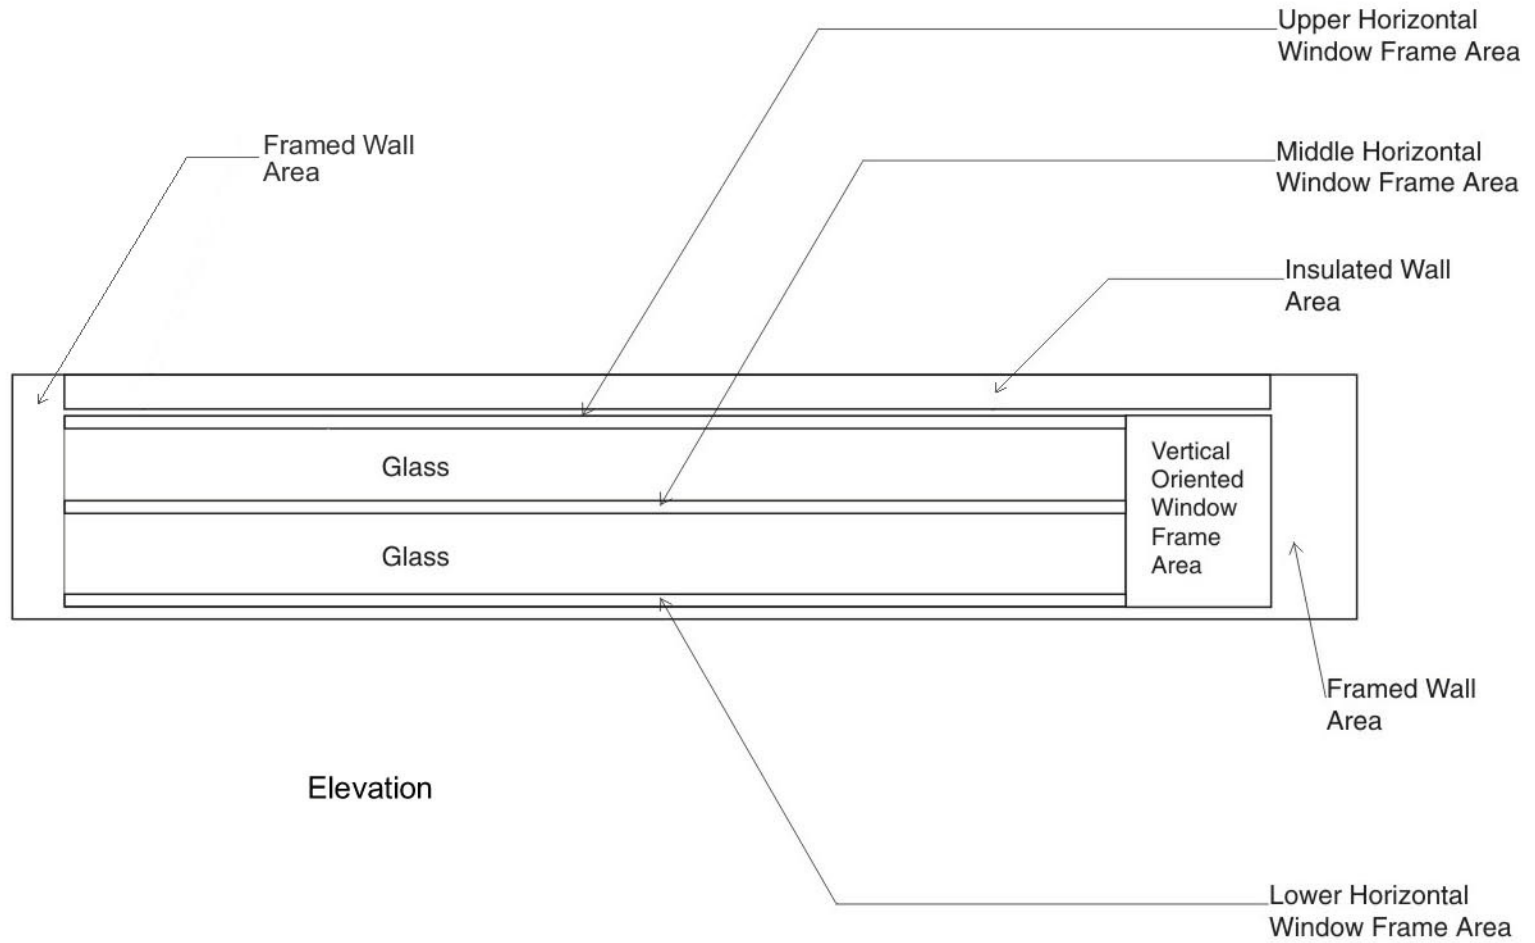 Upper Horizontal
Window Frame Area
Framed Wall
Area
Middle Horizontal
Window Frame Area
Insulated Wall
Area
Glass
Glass
Vertical
Oriented
Window
Frame
Area
Framed Wall
Area
Elevation
Lower Horizontal
Window Frame Area